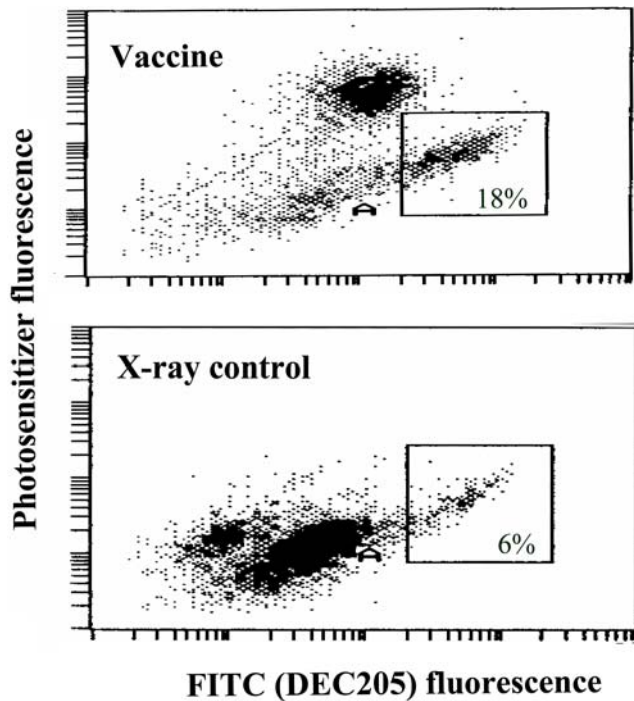 Vaccine
18%
Photosensitizer fluorescence
X-ray control
6%
FITC (DEC205) fluorescence